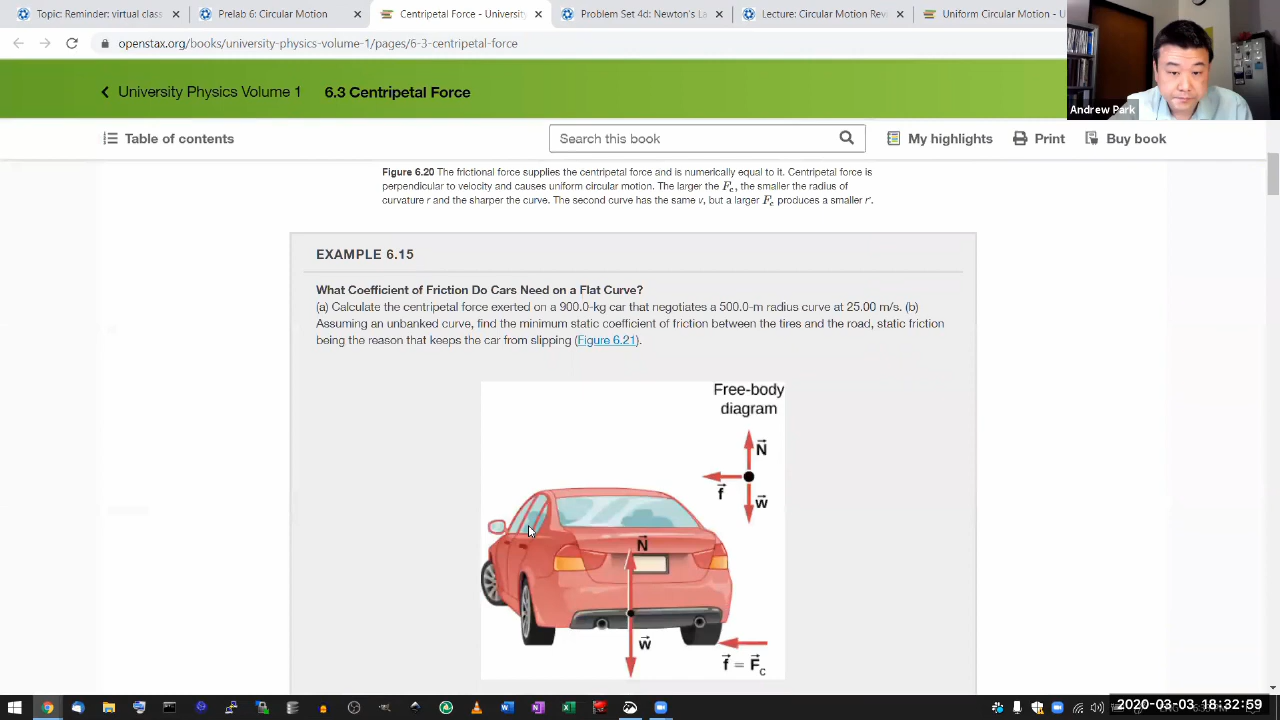 Topic: Reminder: virtual class
Prelab 6: Circular Motion
Centripetal Force - University
Problem Set 4d: Newton's La
Lecture: Circular Motion Rev
Uniform Circular Motion - U
openstax.org/books/university-physics-volume-1/pages/6-3-centripetal-force
University Physics Volume 1
6.3 Centripetal Force
Andrew Park
Table of contents
Search this book
My highlights
Print
Buy book
Figure 6.20 The frictional force supplies the centripetal force and is numerically equal to it. Centripetal force is
perpendicular to velocity and causes uniform circular motion. The larger the Fc, the smaller the radius of
curvature r and the sharper the curve. The second curve has the same v, but a larger Fc produces a smaller r′.
EXAMPLE 6.15
What Coefficient of Friction Do Cars Need on a Flat Curve?
(a) Calculate the centripetal force exerted on a 900.0-kg car that negotiates a 500.0-m radius curve at 25.00 m/s. (b)
Assuming an unbanked curve, find the minimum static coefficient of friction between the tires and the road, static friction
being the reason that keeps the car from slipping (Figure 6.21).
Free-body
diagram
N⃗
f⃗
w⃗
N⃗
w⃗
f⃗ = F⃗c
2020-03-03 18:32:59